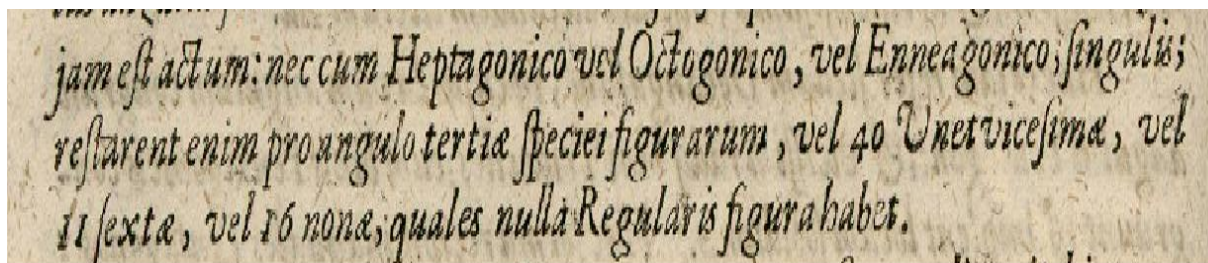 jam est actum: nec cum Heptagonico vel Octogonico, vel Enneagonico, singulis;
restarent enim pro angulo tertiæ speciei figurarum, vel 40 Unetvicesimæ, vel
11 sextæ, vel 16 nonæ; quales nulla Regularis figura habet.